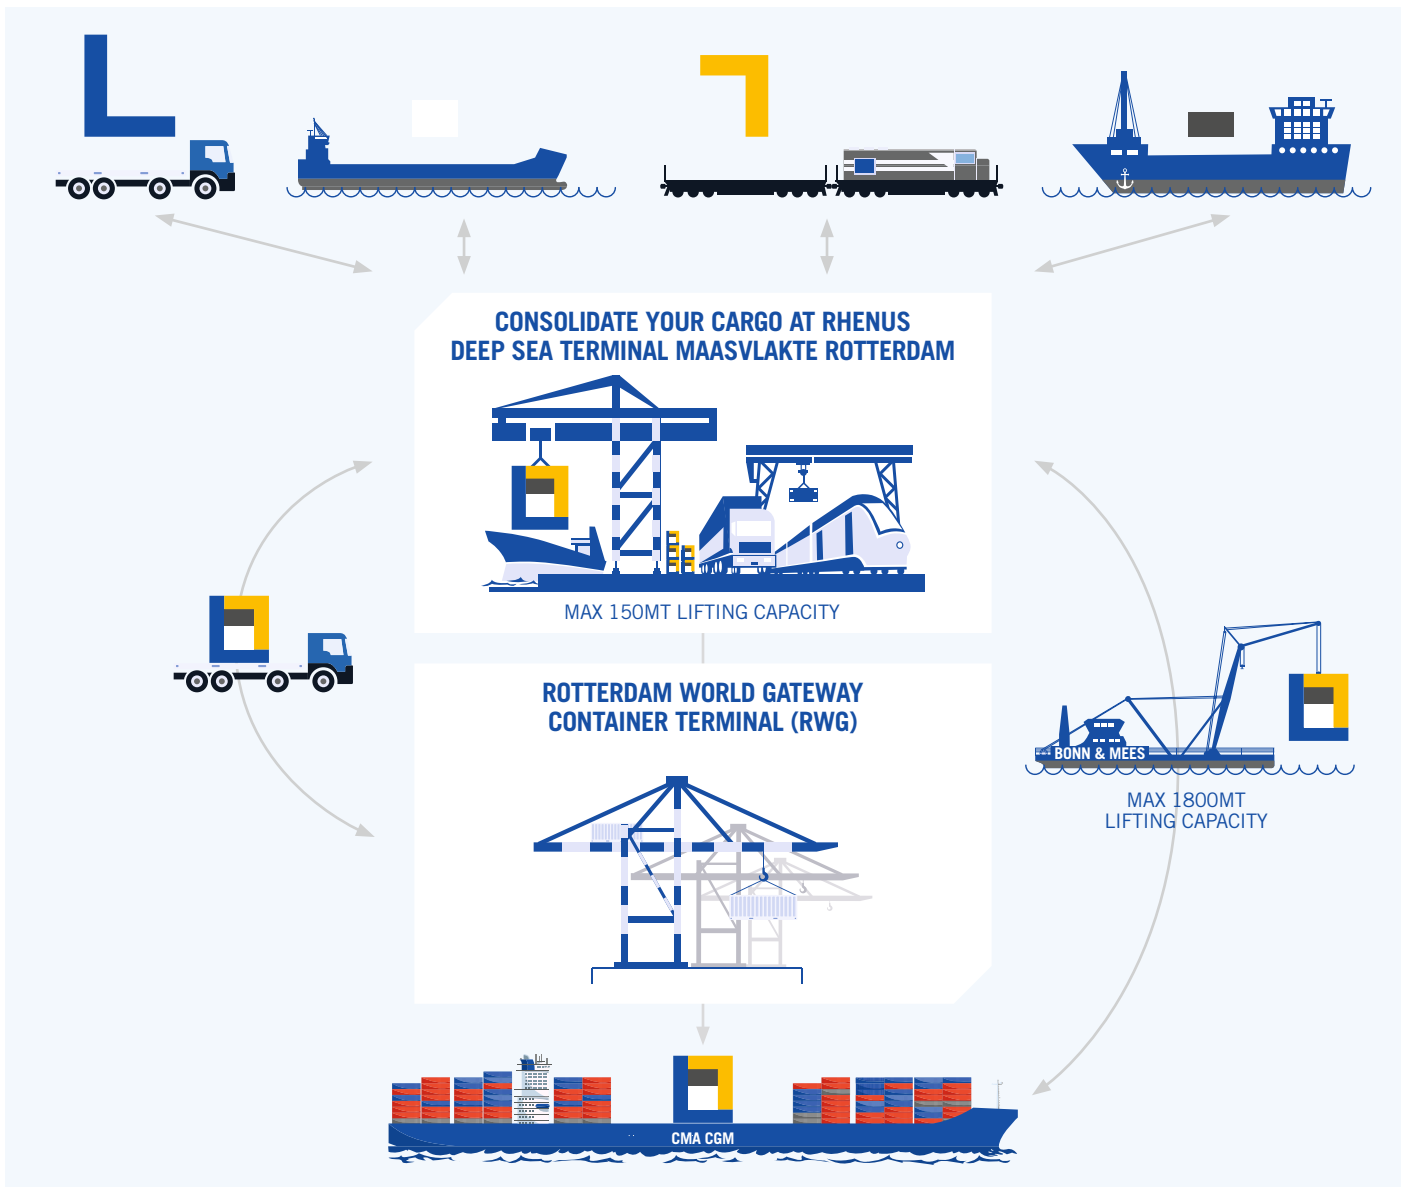 CONSOLIDATE YOUR CARGO AT RHENUS
DEEP SEA TERMINAL MAASVLAKTE ROTTERDAM
MAX 150MT LIFTING CAPACITY
ROTTERDAM WORLD GATEWAY
CONTAINER TERMINAL (RWG)
BONN & MEES
MAX 1800MT
LIFTING CAPACITY
CMA CGM